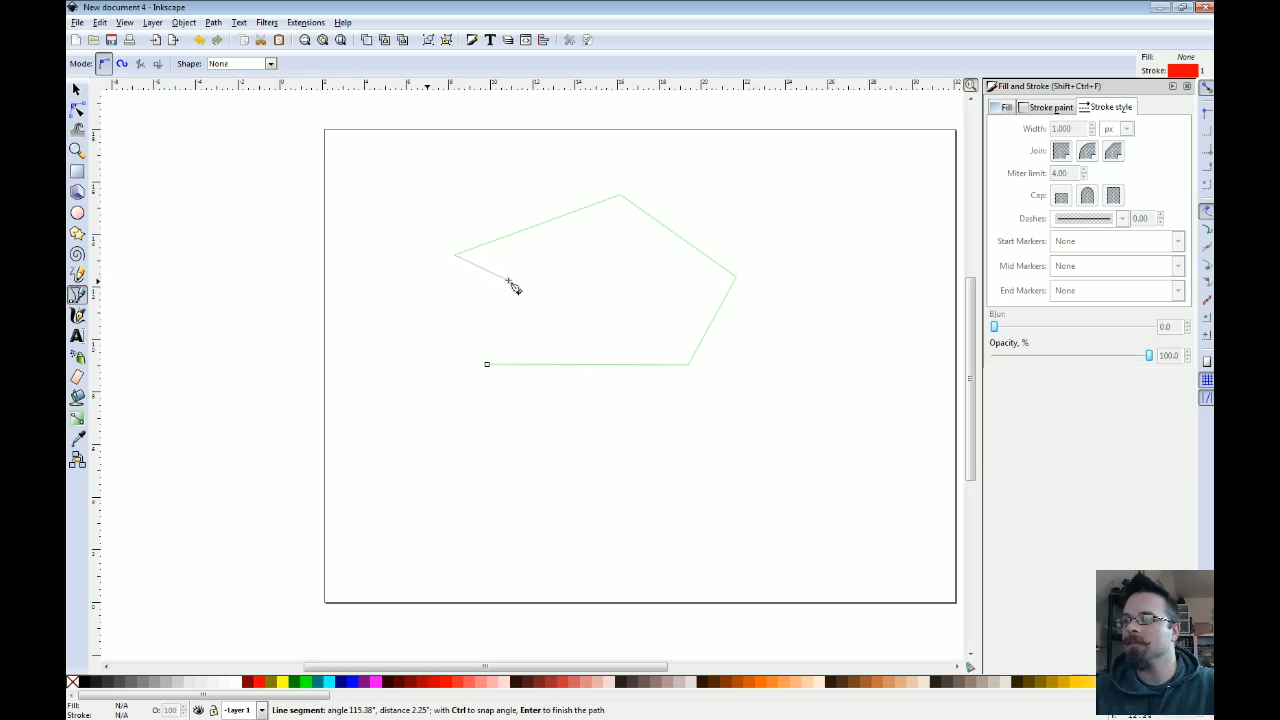 New document 4 - Inkscape
File Edit View Layer Object Path Text Filters Extensions Help
Mode: Shape: None
Fill: None
Stroke: 1
Fill and Stroke (Shift+Ctrl+F)
Fill Stroke paint Stroke style
Width: 1.000 px
Join:
Miter limit: 4.00
Cap:
Dashes: 0.00
Start Markers: None
Mid Markers: None
End Markers: None
Blur:
0.0
Opacity, %
100.0
Fill: N/A
Stroke: N/A
O: 100
Layer 1
Line segment: angle 115.38°, distance 2.25"; with Ctrl to snap angle, Enter to finish the path